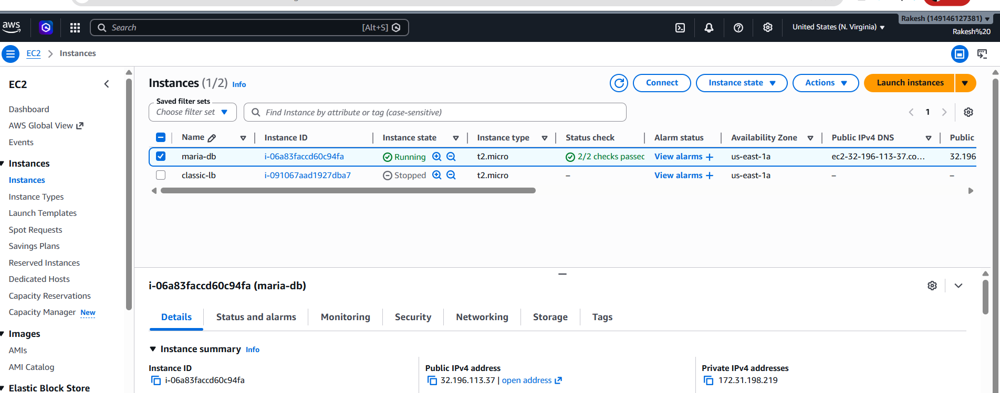 aws
Search
[Alt+S]
United States (N. Virginia)
Rakesh (149146127381)
Rakesh%20
EC2
Instances
EC2
Dashboard
AWS Global View
Events
Instances
Instances
Instance Types
Launch Templates
Spot Requests
Savings Plans
Reserved Instances
Dedicated Hosts
Capacity Reservations
Capacity Manager New
Images
AMIs
AMI Catalog
Elastic Block Store
Instances (1/2) Info
Connect
Instance state
Actions
Launch instances
Saved filter sets
Choose filter set
Find Instance by attribute or tag (case-sensitive)
1
Name Instance ID Instance state Instance type Status check Alarm status Availability Zone Public IPv4 DNS Public
maria-db i-06a83faccd60c94fa Running t2.micro 2/2 checks passed View alarms + us-east-1a ec2-32-196-113-37.co... 32.196
classic-lb i-091067aad1927dba7 Stopped t2.micro – View alarms + us-east-1a – –
i-06a83faccd60c94fa (maria-db)
Details
Status and alarms
Monitoring
Security
Networking
Storage
Tags
Instance summary Info
Instance ID
i-06a83faccd60c94fa
Public IPv4 address
32.196.113.37 | open address
Private IPv4 addresses
172.31.198.219